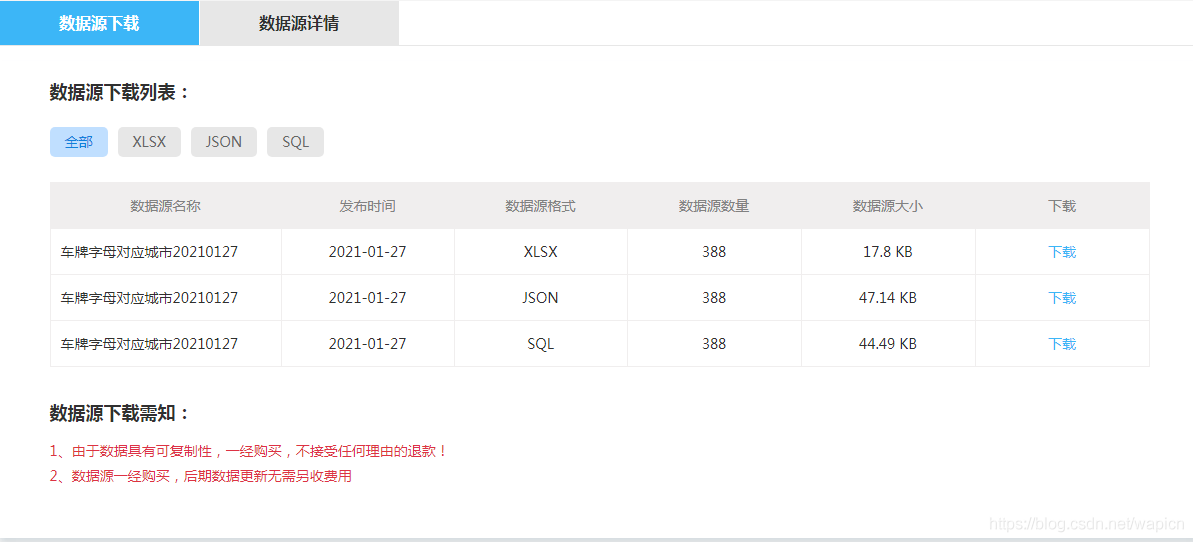 数据源下载 数据源详情
数据源下载列表：
全部 XLSX JSON SQL
数据源名称 发布时间 数据源格式 数据源数量 数据源大小 下载
车牌字母对应城市20210127 2021-01-27 XLSX 388 17.8 KB 下载
车牌字母对应城市20210127 2021-01-27 JSON 388 47.14 KB 下载
车牌字母对应城市20210127 2021-01-27 SQL 388 44.49 KB 下载
数据源下载需知：
1、由于数据具有可复制性，一经购买，不接受任何理由的退款！
2、数据源一经购买，后期数据更新无需另收费用
https://blog.csdn.net/wapicn